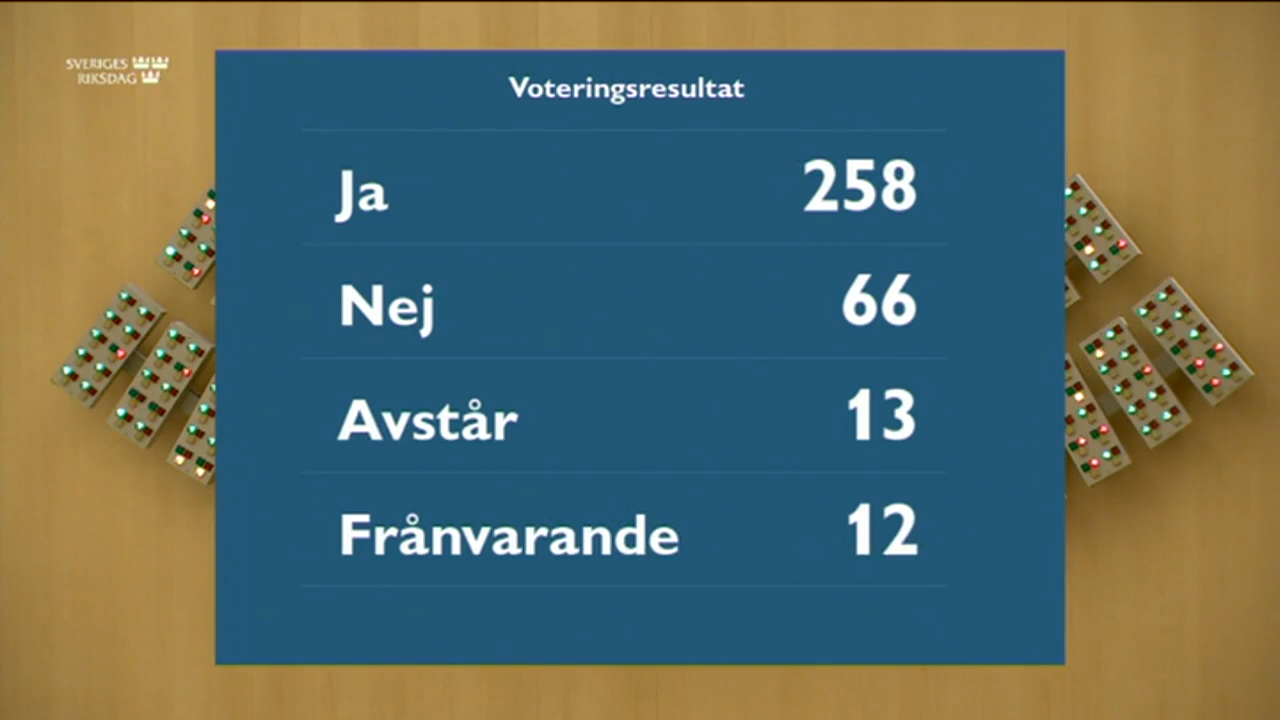 SVERIGES
RIKSDAG
Voteringsresultat
Ja 258
Nej 66
Avstår 13
Frånvarande 12